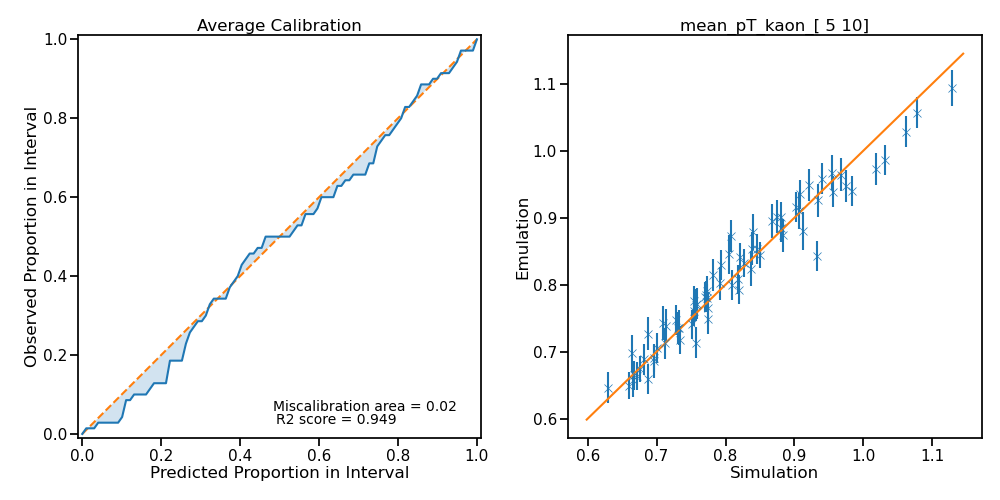 Average Calibration
1.0
0.8
0.6
0.4
0.2
0.0
Observed Proportion in Interval
Miscalibration area = 0.02
R2 score = 0.949
0.0 0.2 0.4 0.6 0.8 1.0
Predicted Proportion in Interval
mean_pT_kaon_[ 5 10]
1.1
1.0
0.9
0.8
0.7
0.6
Emulation
0.6 0.7 0.8 0.9 1.0 1.1
Simulation